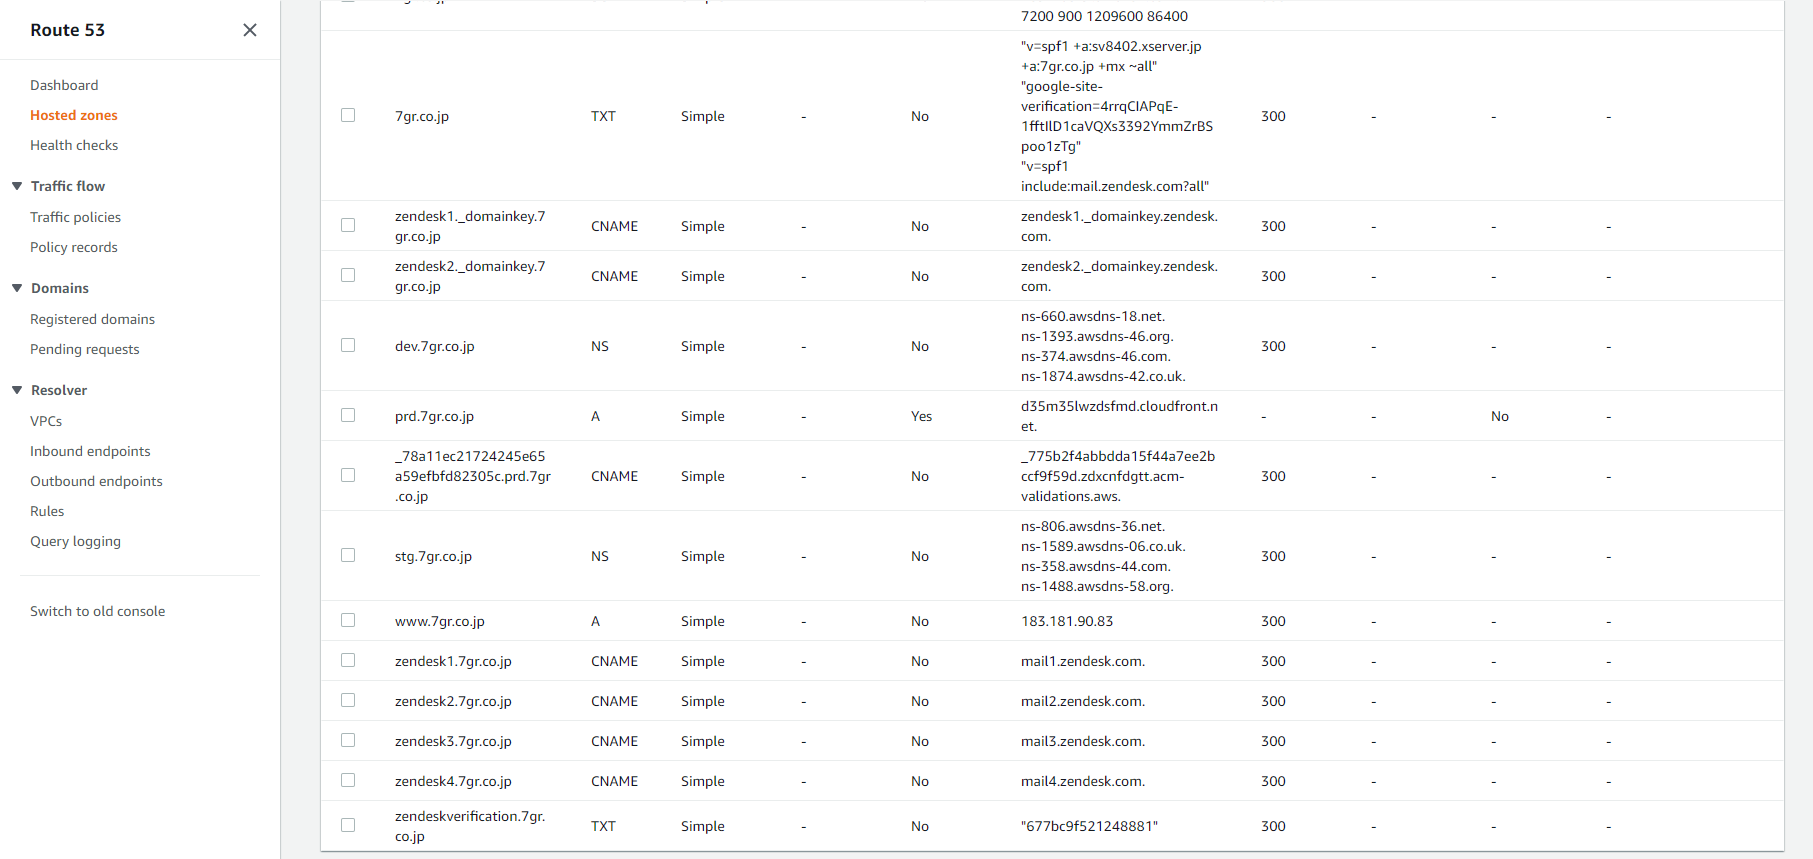 Route 53
Dashboard
Hosted zones
Health checks
Traffic flow
Traffic policies
Policy records
Domains
Registered domains
Pending requests
Resolver
VPCs
Inbound endpoints
Outbound endpoints
Rules
Query logging
Switch to old console
7200 900 1209600 86400
7gr.co.jp TXT Simple - No
"v=spf1 +a:sv8402.xserver.jp
+a:7gr.co.jp +mx ~all"
"google-site-
verification=4rrqCIAPqE-
1fftIlD1caVQXs3392YmmZrBS
poo1zTg"
"v=spf1
include:mail.zendesk.com?all"
300 - - -
zendesk1._domainkey.7
gr.co.jp
CNAME Simple - No
zendesk1._domainkey.zendesk.
com.
300 - - -
zendesk2._domainkey.7
gr.co.jp
CNAME Simple - No
zendesk2._domainkey.zendesk.
com.
300 - - -
dev.7gr.co.jp NS Simple - No
ns-660.awsdns-18.net.
ns-1393.awsdns-46.org.
ns-374.awsdns-46.com.
ns-1874.awsdns-42.co.uk.
300 - - -
prd.7gr.co.jp A Simple - Yes
d35m35lwzdsfmd.cloudfront.n
et.
- - No -
_78a11ec21724245e65
a59efbfd82305c.prd.7gr
.co.jp
CNAME Simple - No
_775b2f4abbdda15f44a7ee2b
ccf9f59d.zdxcnfdgtt.acm-
validations.aws.
300 - - -
stg.7gr.co.jp NS Simple - No
ns-806.awsdns-36.net.
ns-1589.awsdns-06.co.uk.
ns-358.awsdns-44.com.
ns-1488.awsdns-58.org.
300 - - -
www.7gr.co.jp A Simple - No 183.181.90.83 300 - - -
zendesk1.7gr.co.jp CNAME Simple - No mail1.zendesk.com. 300 - - -
zendesk2.7gr.co.jp CNAME Simple - No mail2.zendesk.com. 300 - - -
zendesk3.7gr.co.jp CNAME Simple - No mail3.zendesk.com. 300 - - -
zendesk4.7gr.co.jp CNAME Simple - No mail4.zendesk.com. 300 - - -
zendeskverification.7gr.
co.jp
TXT Simple - No "677bc9f521248881" 300 - - -